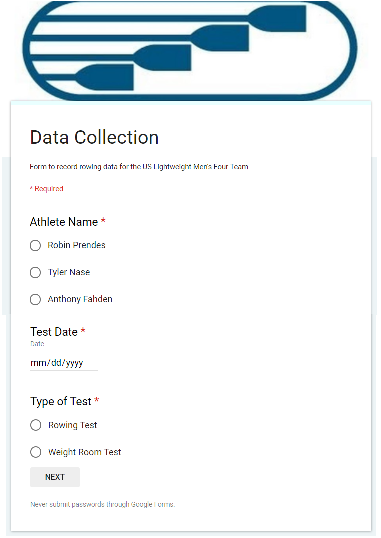 Data Collection
Form to record rowing data for the US Lightweight Men's Four Team
* Required
Athlete Name *
Robin Prendes
Tyler Nase
Anthony Fahden
Test Date *
Date
mm/dd/yyyy
Type of Test *
Rowing Test
Weight Room Test
NEXT
Never submit passwords through Google Forms.